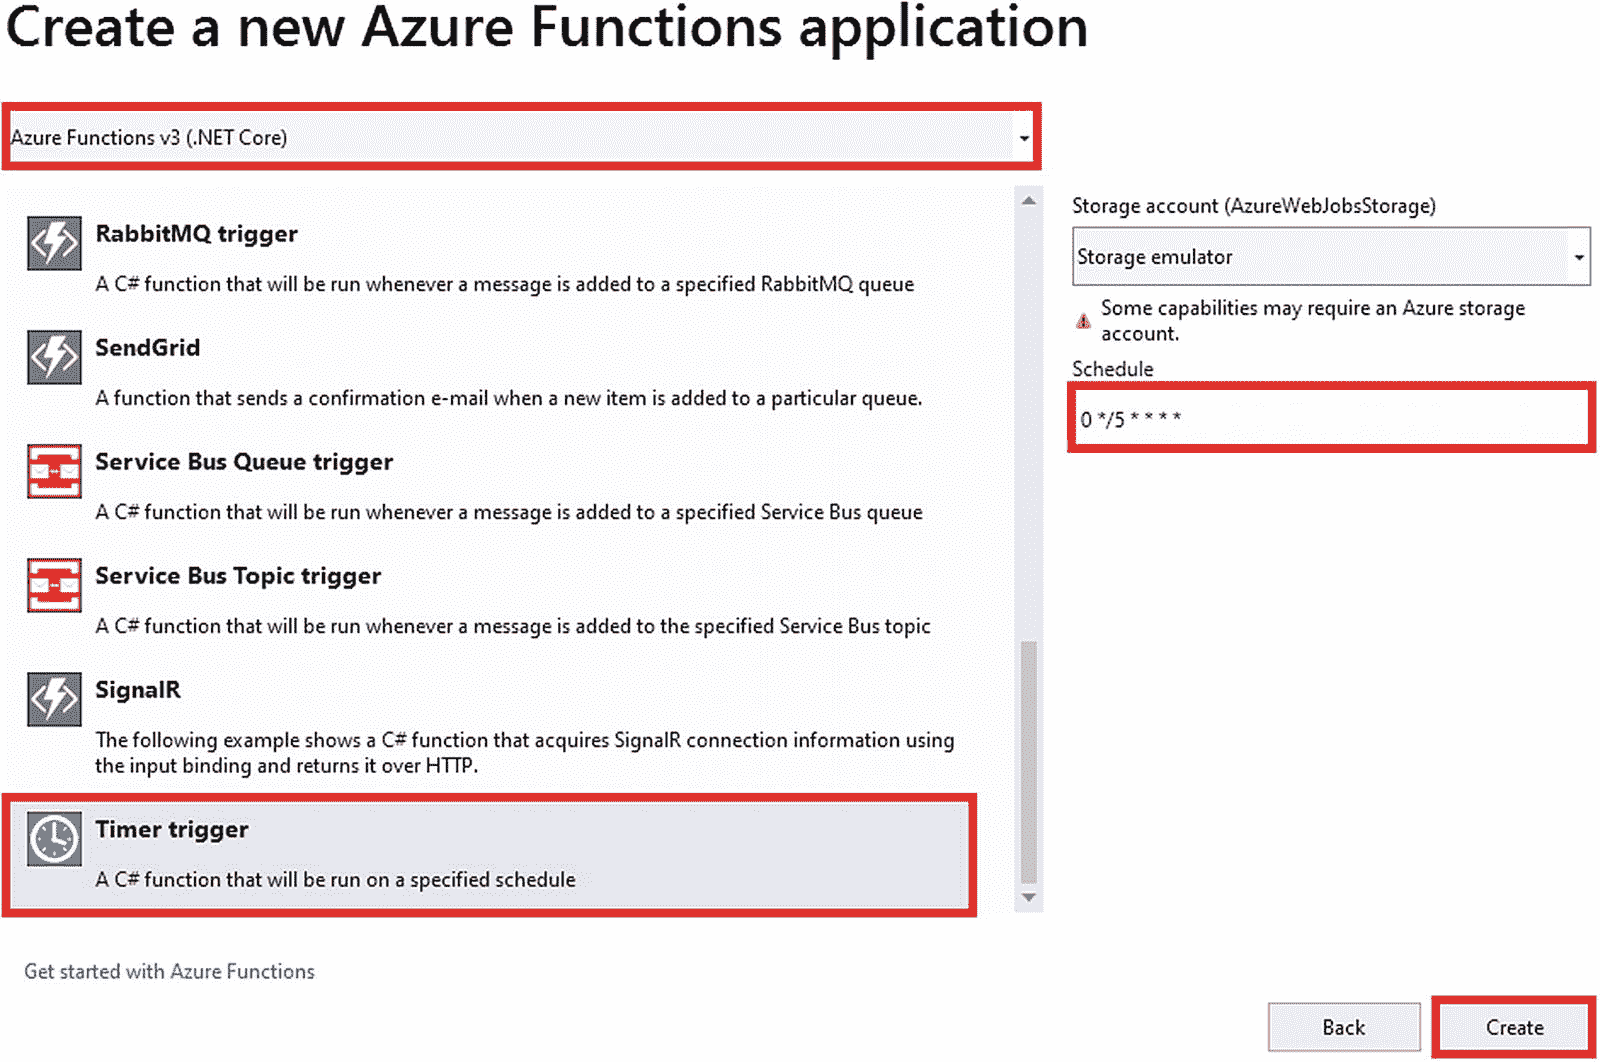 Create a new Azure Functions application
Azure Functions v3 (.NET Core)
RabbitMQ trigger
A C# function that will be run whenever a message is added to a specified RabbitMQ queue
SendGrid
A function that sends a confirmation e-mail when a new item is added to a particular queue.
Service Bus Queue trigger
A C# function that will be run whenever a message is added to a specified Service Bus queue
Service Bus Topic trigger
A C# function that will be run whenever a message is added to the specified Service Bus topic
SignalR
The following example shows a C# function that acquires SignalR connection information using
the input binding and returns it over HTTP.
Timer trigger
A C# function that will be run on a specified schedule
Storage account (AzureWebJobsStorage)
Storage emulator
Some capabilities may require an Azure storage
account.
Schedule
0 */5 * * * *
Get started with Azure Functions
Back
Create